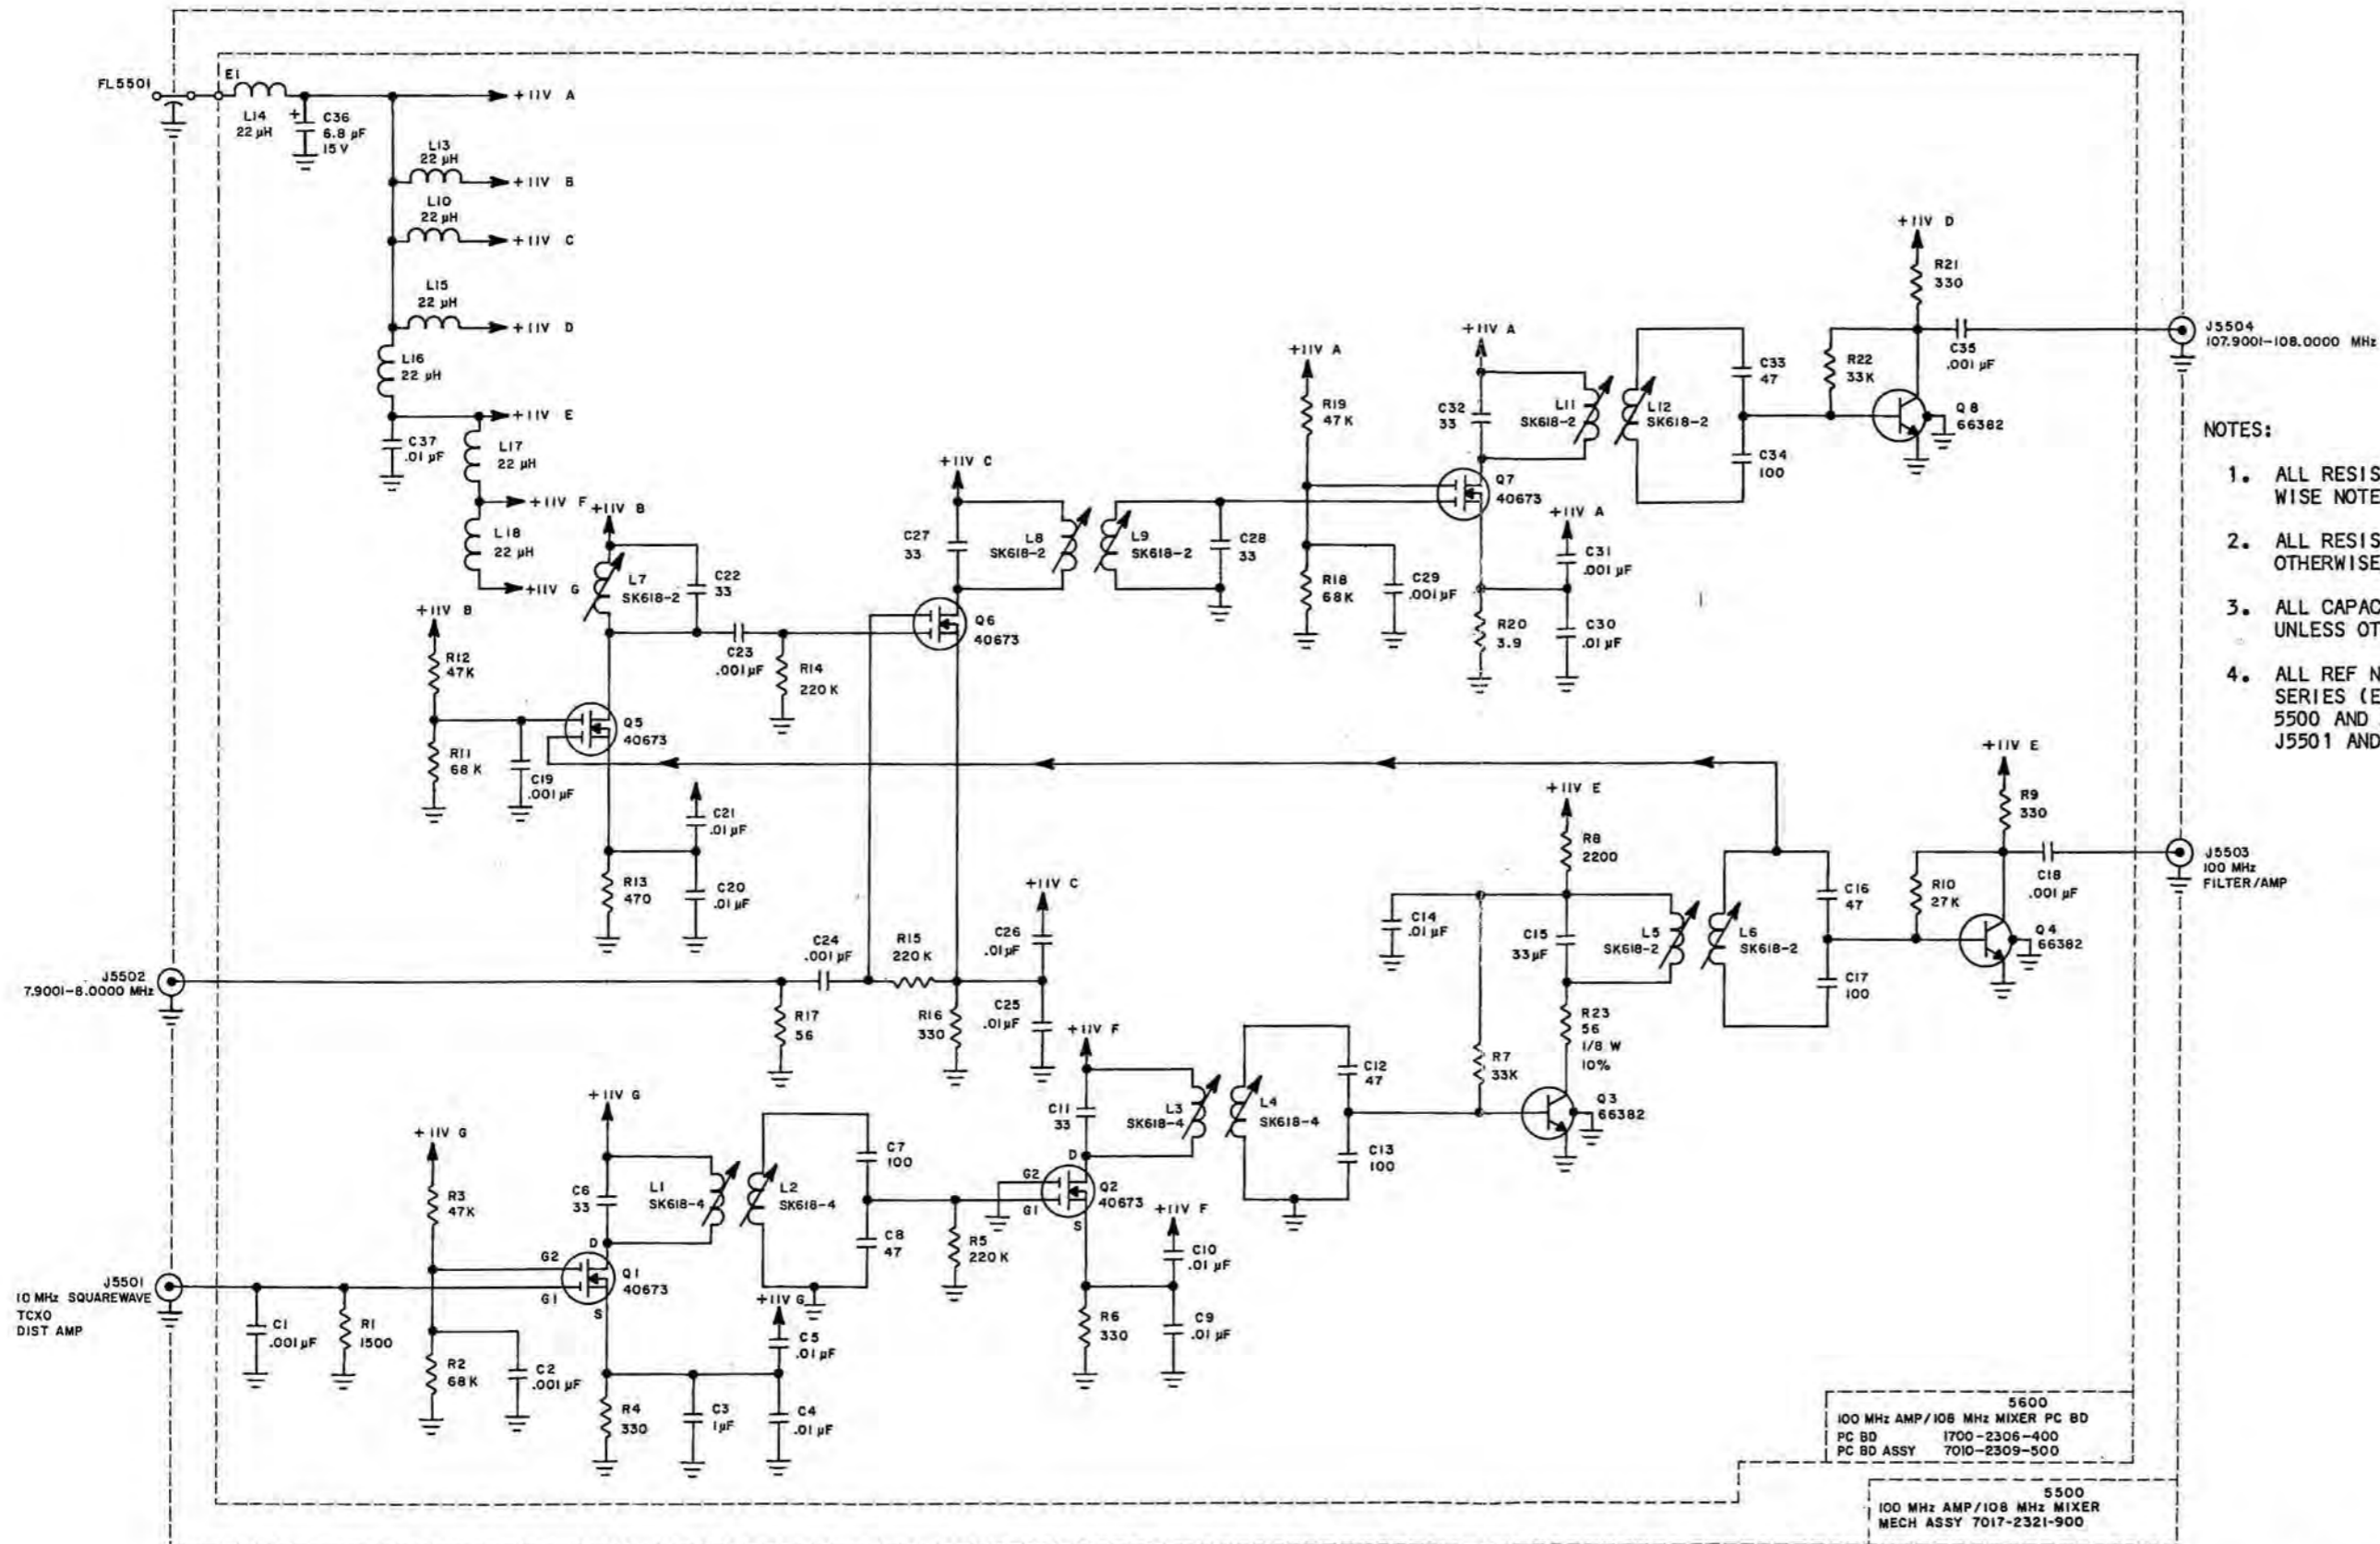 FL5501
E1
L14
22 µH
C36
6.8 µF
15 V
+11V A
L13
22 µH
+11V B
L10
22 µH
+11V C
L15
22 µH
+11V D
L16
22 µH
+11V E
C37
.01 µF
L17
22 µH
+11V F
L18
22 µH
+11V G
+11V B
L7
SK618-2
C22
33
+11V B
R12
47K
R11
68 K
C19
.001 µF
Q5
40673
C23
.001 µF
R14
220 K
C21
.01 µF
C20
.01 µF
R13
470
+11V C
C27
33
L8
SK618-2
L9
SK618-2
C28
33
Q6
40673
+11V A
R19
47 K
R18
68K
C29
.001 µF
+11V A
C32
33
L11
SK618-2
L12
SK618-2
Q7
40673
+11V A
C31
.001 µF
R20
3.9
C30
.01 µF
C33
47
C34
100
+11V D
R21
330
R22
33K
C35
.001 µF
Q8
66382
J5504
107.9001-108.0000 MHz
NOTES:
1. ALL RESIS
WISE NOTE
2. ALL RESIS
OTHERWISE
3. ALL CAPAC
UNLESS OT
4. ALL REF N
SERIES (E
5500 AND
J5501 AND
+11V E
R9
330
R10
27K
C18
.001 µF
Q4
66382
J5503
100 MHz
FILTER/AMP
+11V E
R8
2200
C14
.01 µF
C15
33µF
L5
SK618-2
L6
SK618-2
C16
47
C17
100
R23
56
1/8 W
10%
R7
33K
Q3
66382
J5502
7.9001-8.0000 MHz
C24
.001 µF
R15
220 K
R17
56
R16
330
+11V C
C26
.01µF
C25
.01µF
+11V F
C11
33
L3
SK618-4
L4
SK618-4
C12
47
C13
100
D
G2
G1
S
Q2
40673
+11V F
C10
.01 µF
C9
.01 µF
R6
330
R5
220 K
+11V G
R3
47K
R2
68K
C2
.001 µF
+11V G
C6
33
L1
SK618-4
L2
SK618-4
C7
100
C8
47
D
G2
G1
S
Q1
40673
+11V G
C5
.01 µF
C4
.01 µF
C3
1µF
R4
330
J5501
10 MHz SQUAREWAVE
TCXO
DIST AMP
C1
.001 µF
R1
1500
5600
100 MHz AMP/108 MHz MIXER PC BD
PC BD 1700-2306-400
PC BD ASSY 7010-2309-500
5500
100 MHz AMP/108 MHz MIXER
MECH ASSY 7017-2321-900